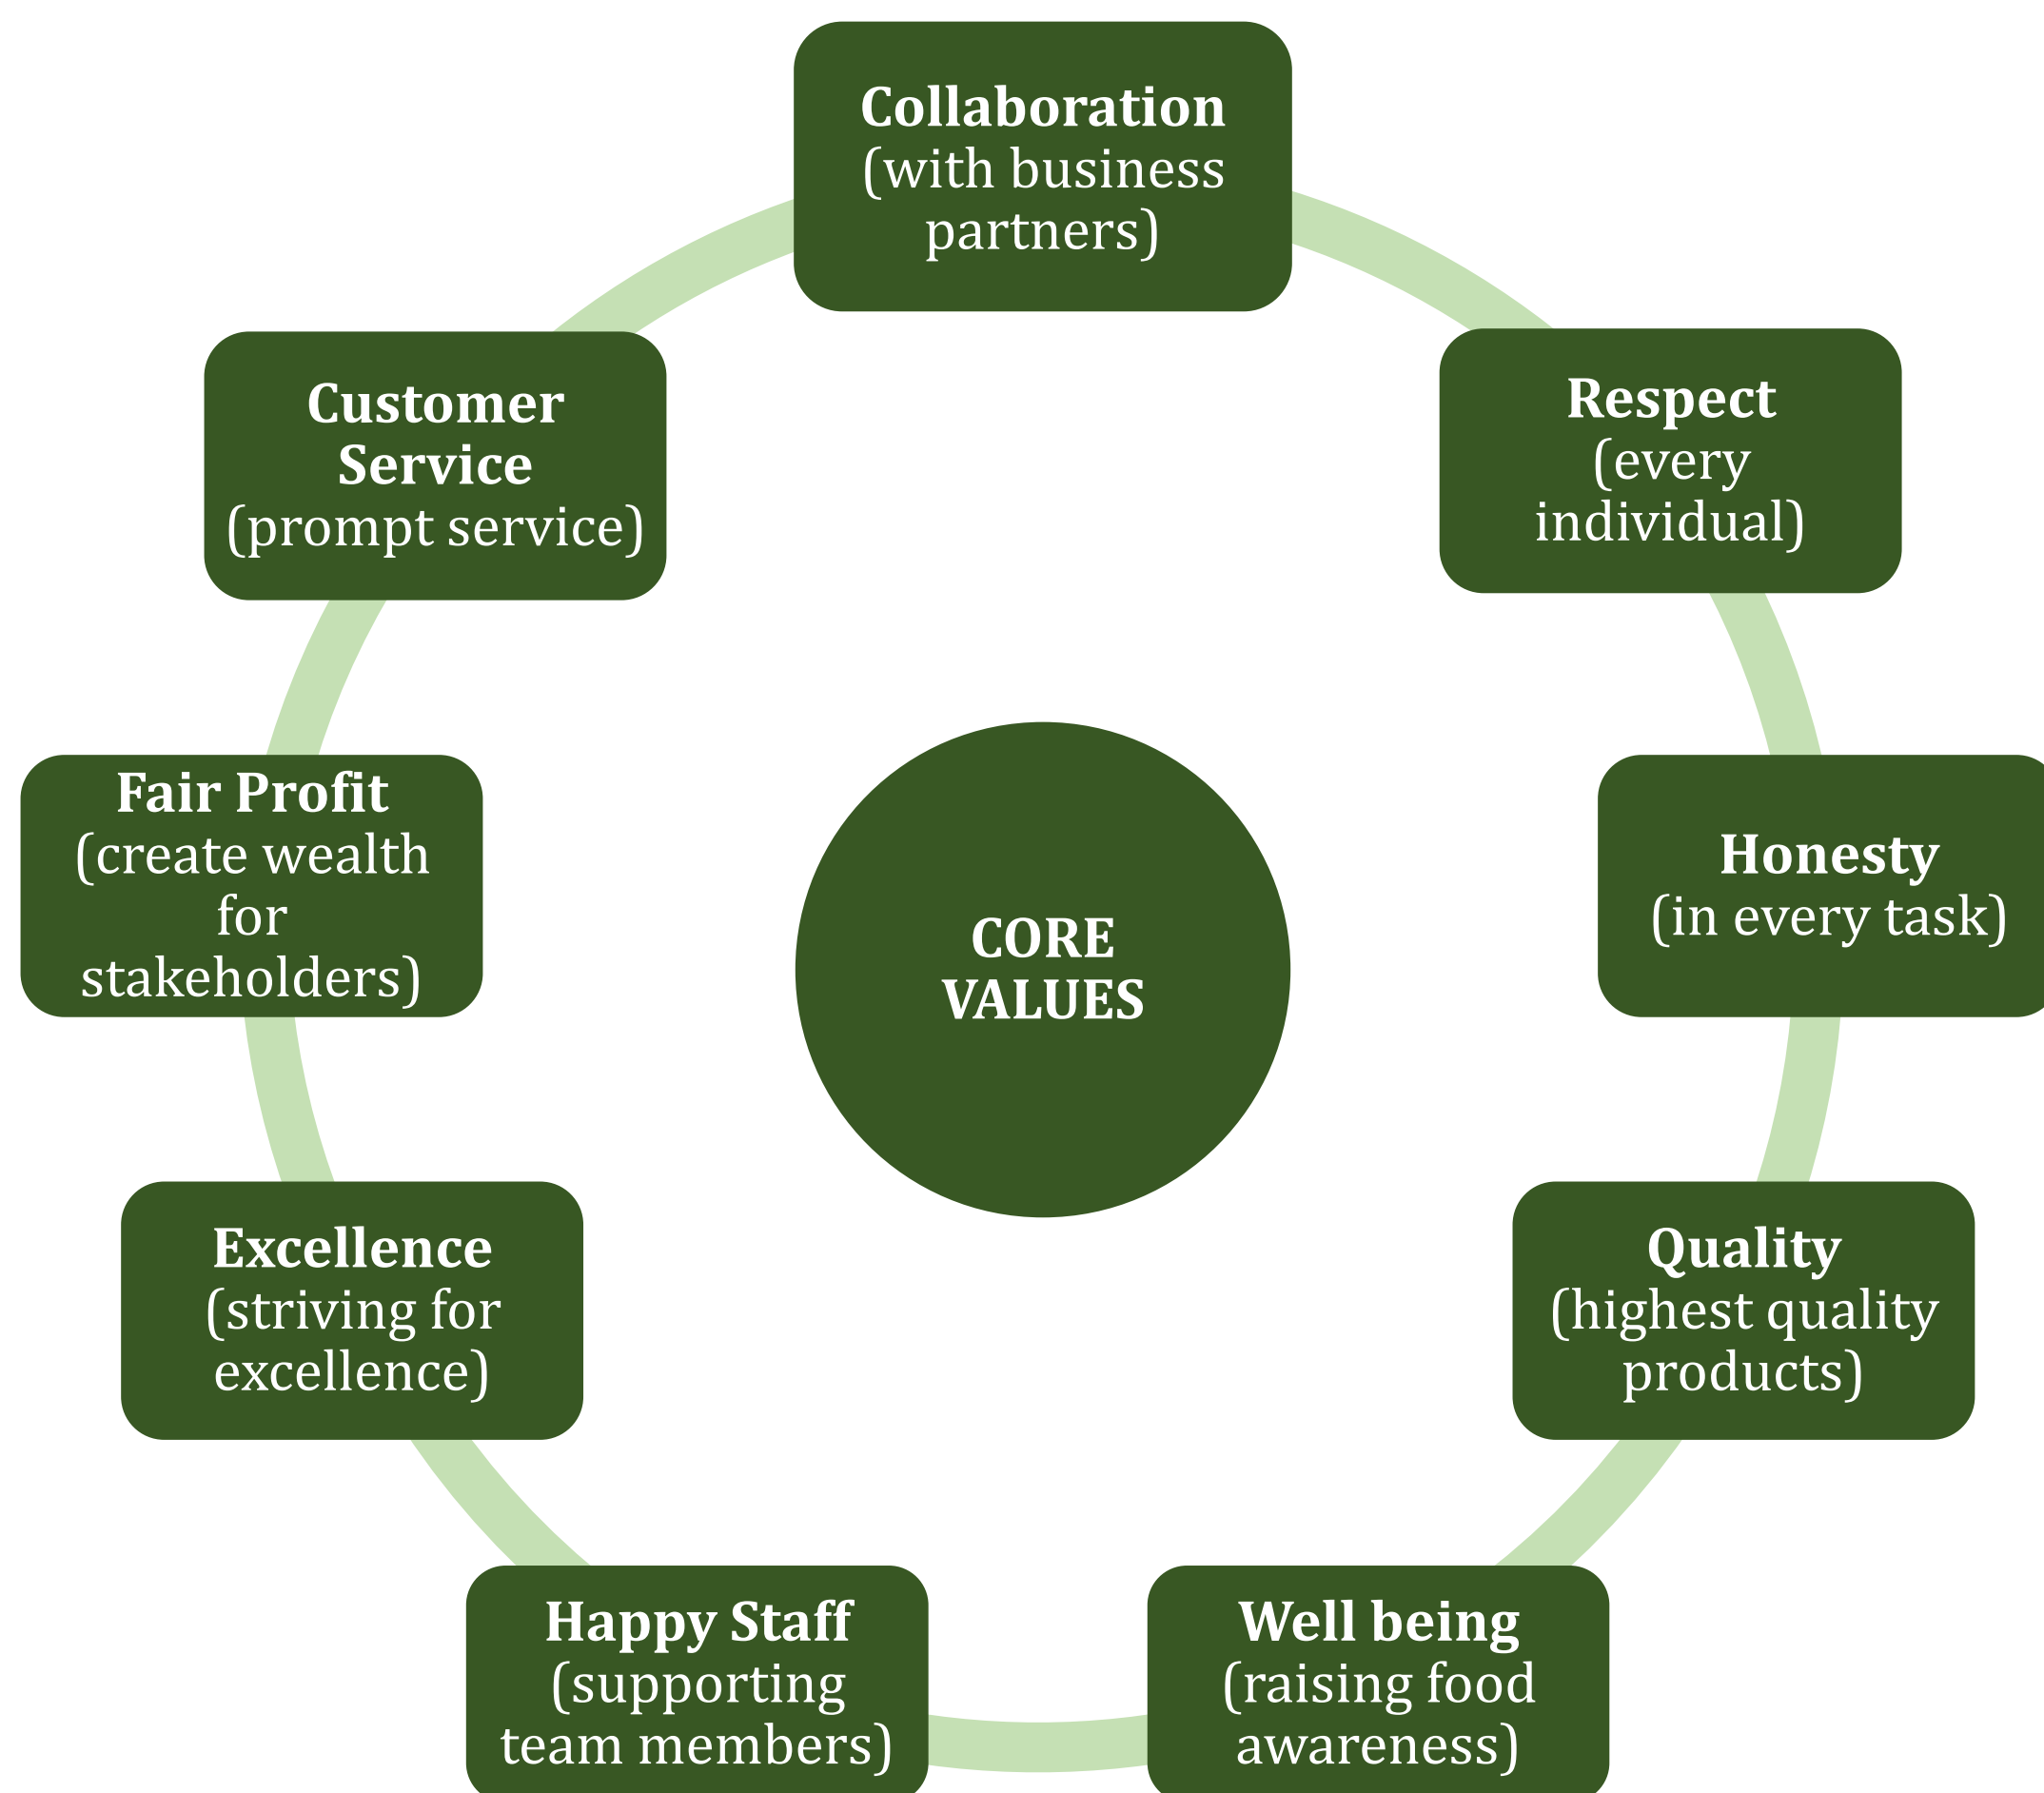 Collaboration
(with business
partners)
Customer
Service
(prompt service)
Respect
(every
individual)
Fair Profit
(create wealth
for
stakeholders)
CORE
VALUES
Honesty
(in every task)
Excellence
(striving for
excellence)
Quality
(highest quality
products)
Happy Staff
(supporting
team members)
Well being
(raising food
awareness)